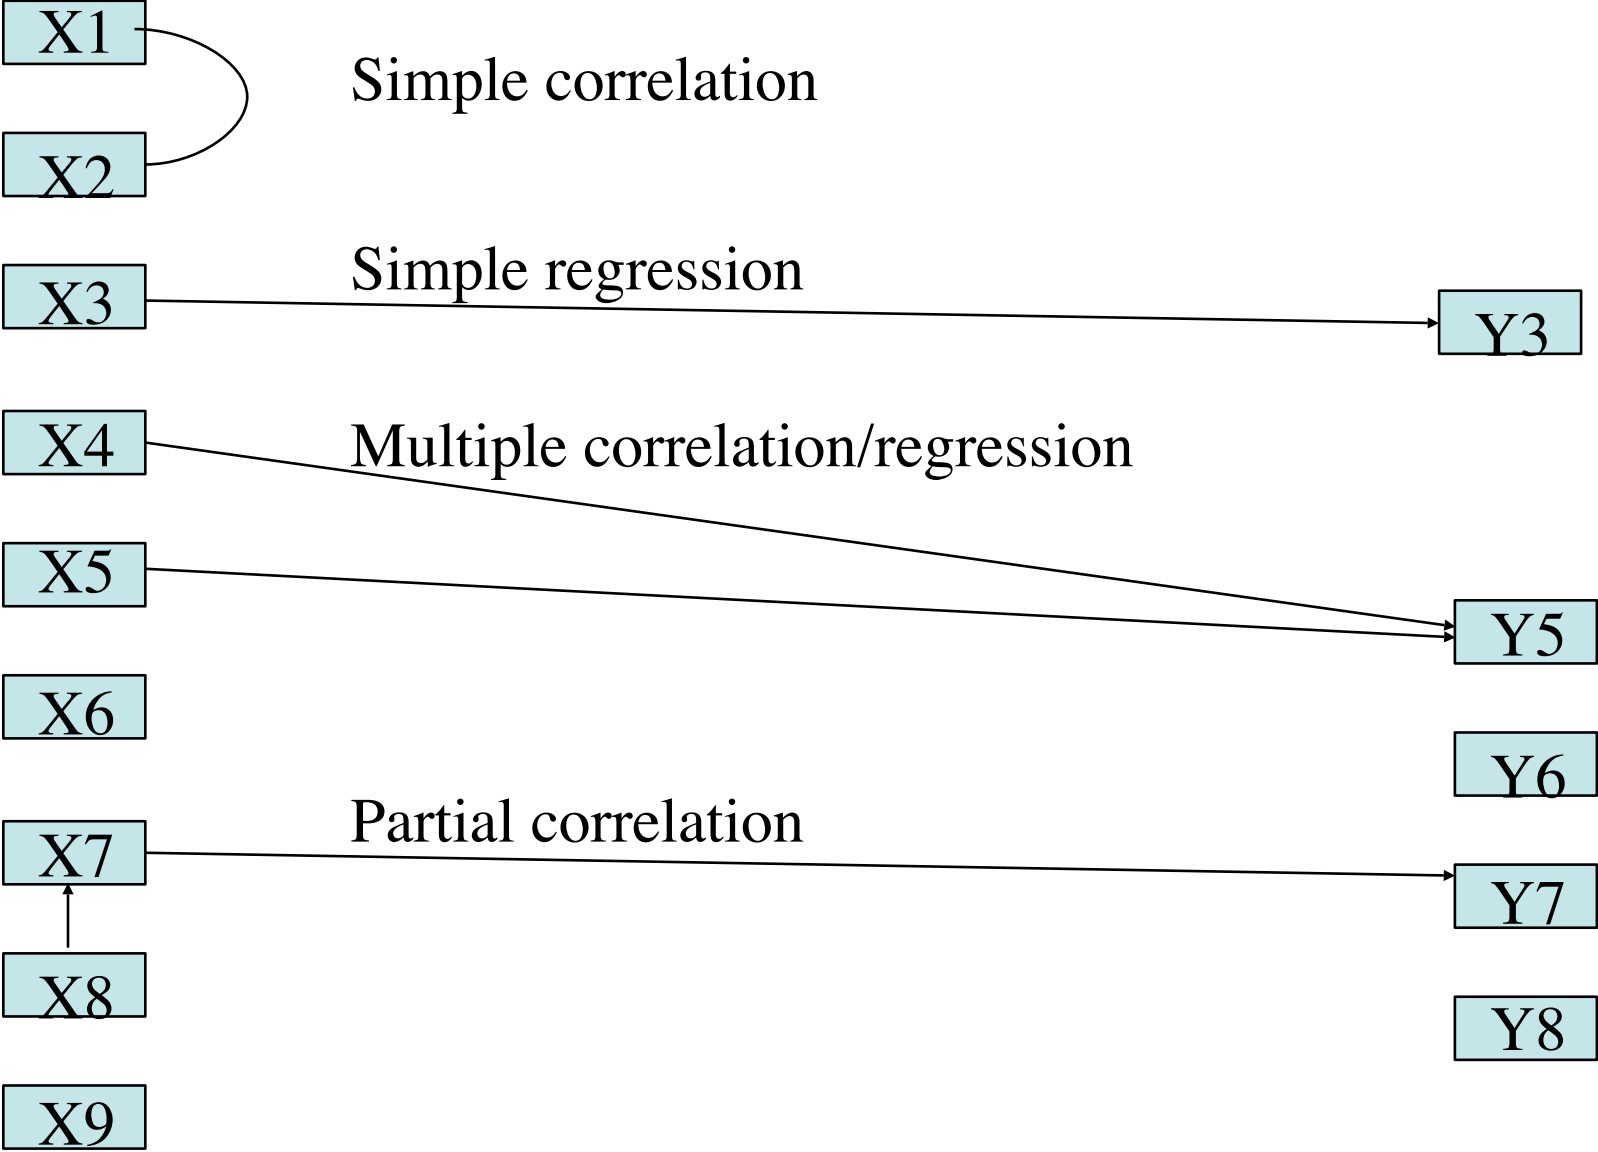 X1
Simple correlation
X2
Simple regression
X3
Y3
X4
Multiple correlation/regression
X5
Y5
X6
Y6
Partial correlation
X7
Y7
X8
Y8
X9